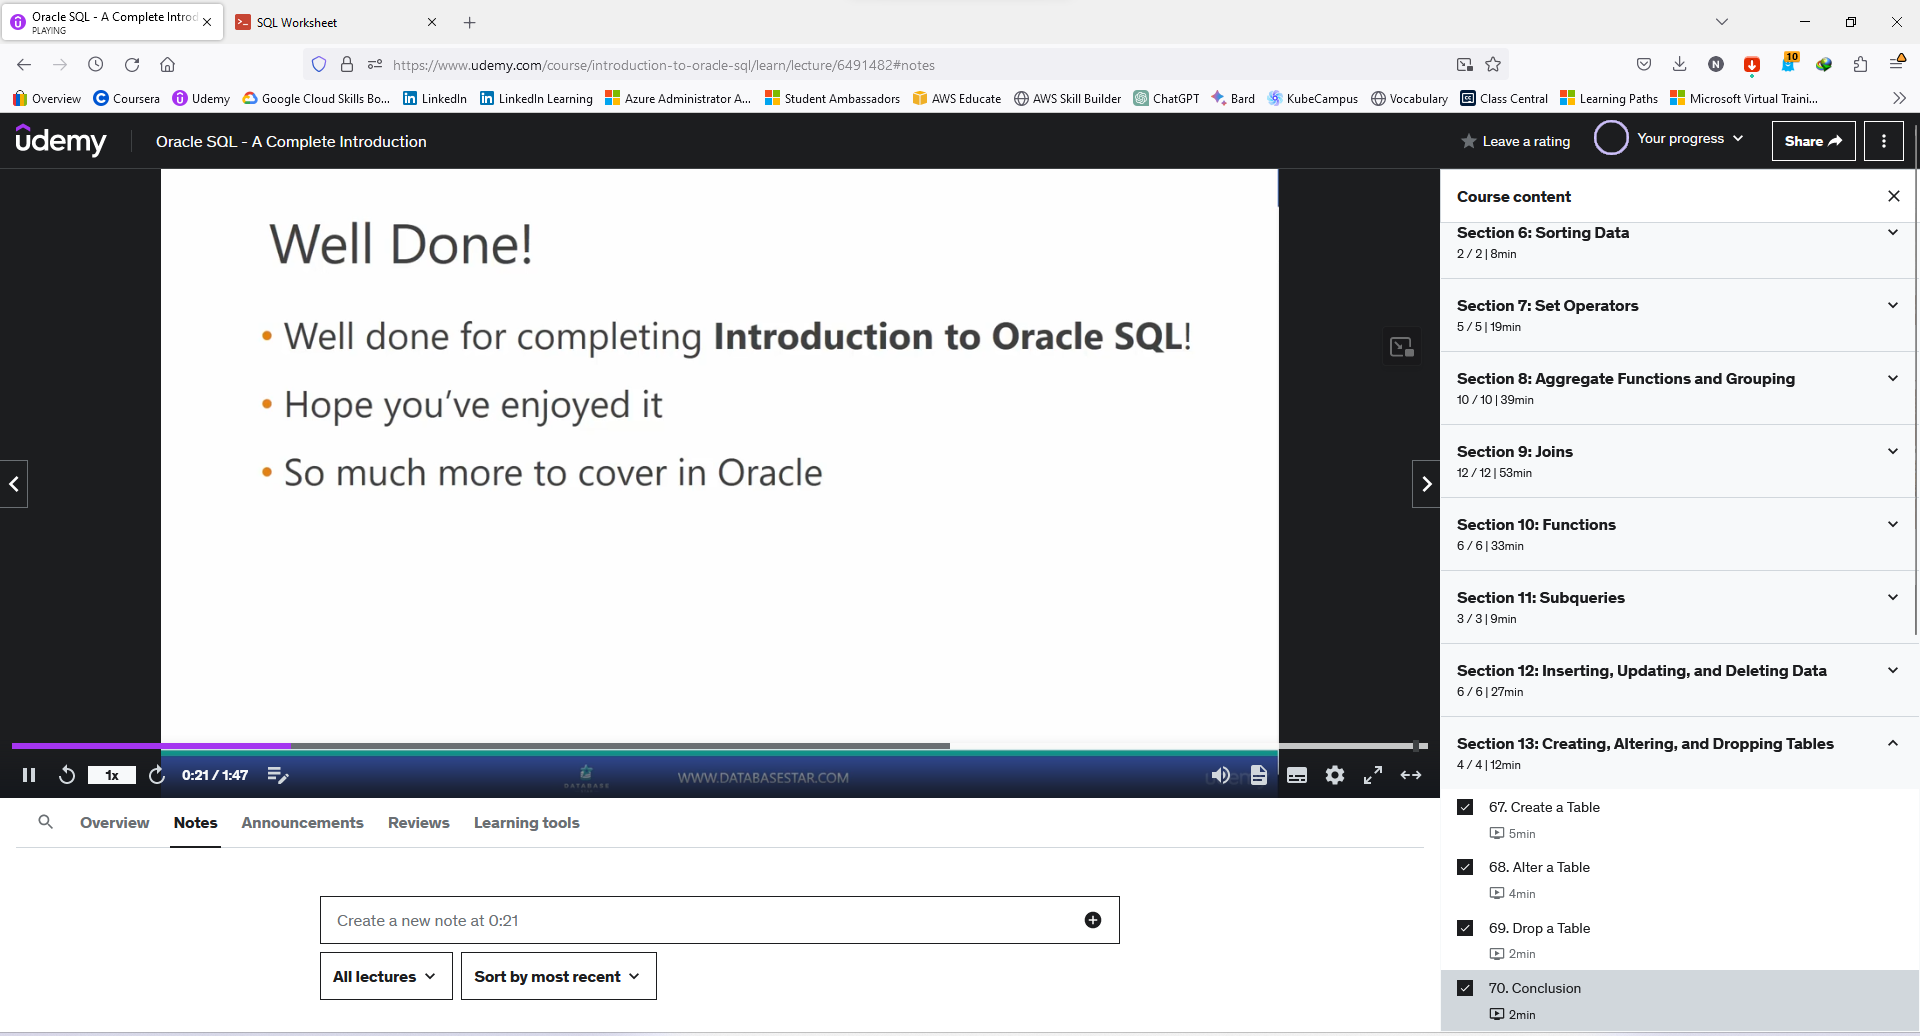 Oracle SQL - A Complete Introd
PLAYING
SQL Worksheet
https://www.udemy.com/course/introduction-to-oracle-sql/learn/lecture/6491482#notes
N
10
Overview Coursera Udemy Google Cloud Skills Bo... LinkedIn LinkedIn Learning Azure Administrator A... Student Ambassadors AWS Educate AWS Skill Builder ChatGPT Bard KubeCampus Vocabulary Class Central Learning Paths Microsoft Virtual Traini...
udemy
Oracle SQL - A Complete Introduction
Leave a rating
Your progress
Share
Well Done!
• Well done for completing Introduction to Oracle SQL!
• Hope you've enjoyed it
• So much more to cover in Oracle
1x
0:21 / 1:47
DATABASE
WWW.DATABASESTAR.COM
Overview Notes Announcements Reviews Learning tools
Create a new note at 0:21
All lectures
Sort by most recent
Course content
Section 6: Sorting Data
2 / 2 | 8min
Section 7: Set Operators
5 / 5 | 19min
Section 8: Aggregate Functions and Grouping
10 / 10 | 39min
Section 9: Joins
12 / 12 | 53min
Section 10: Functions
6 / 6 | 33min
Section 11: Subqueries
3 / 3 | 9min
Section 12: Inserting, Updating, and Deleting Data
6 / 6 | 27min
Section 13: Creating, Altering, and Dropping Tables
4 / 4 | 12min
67. Create a Table
5min
68. Alter a Table
4min
69. Drop a Table
2min
70. Conclusion
2min